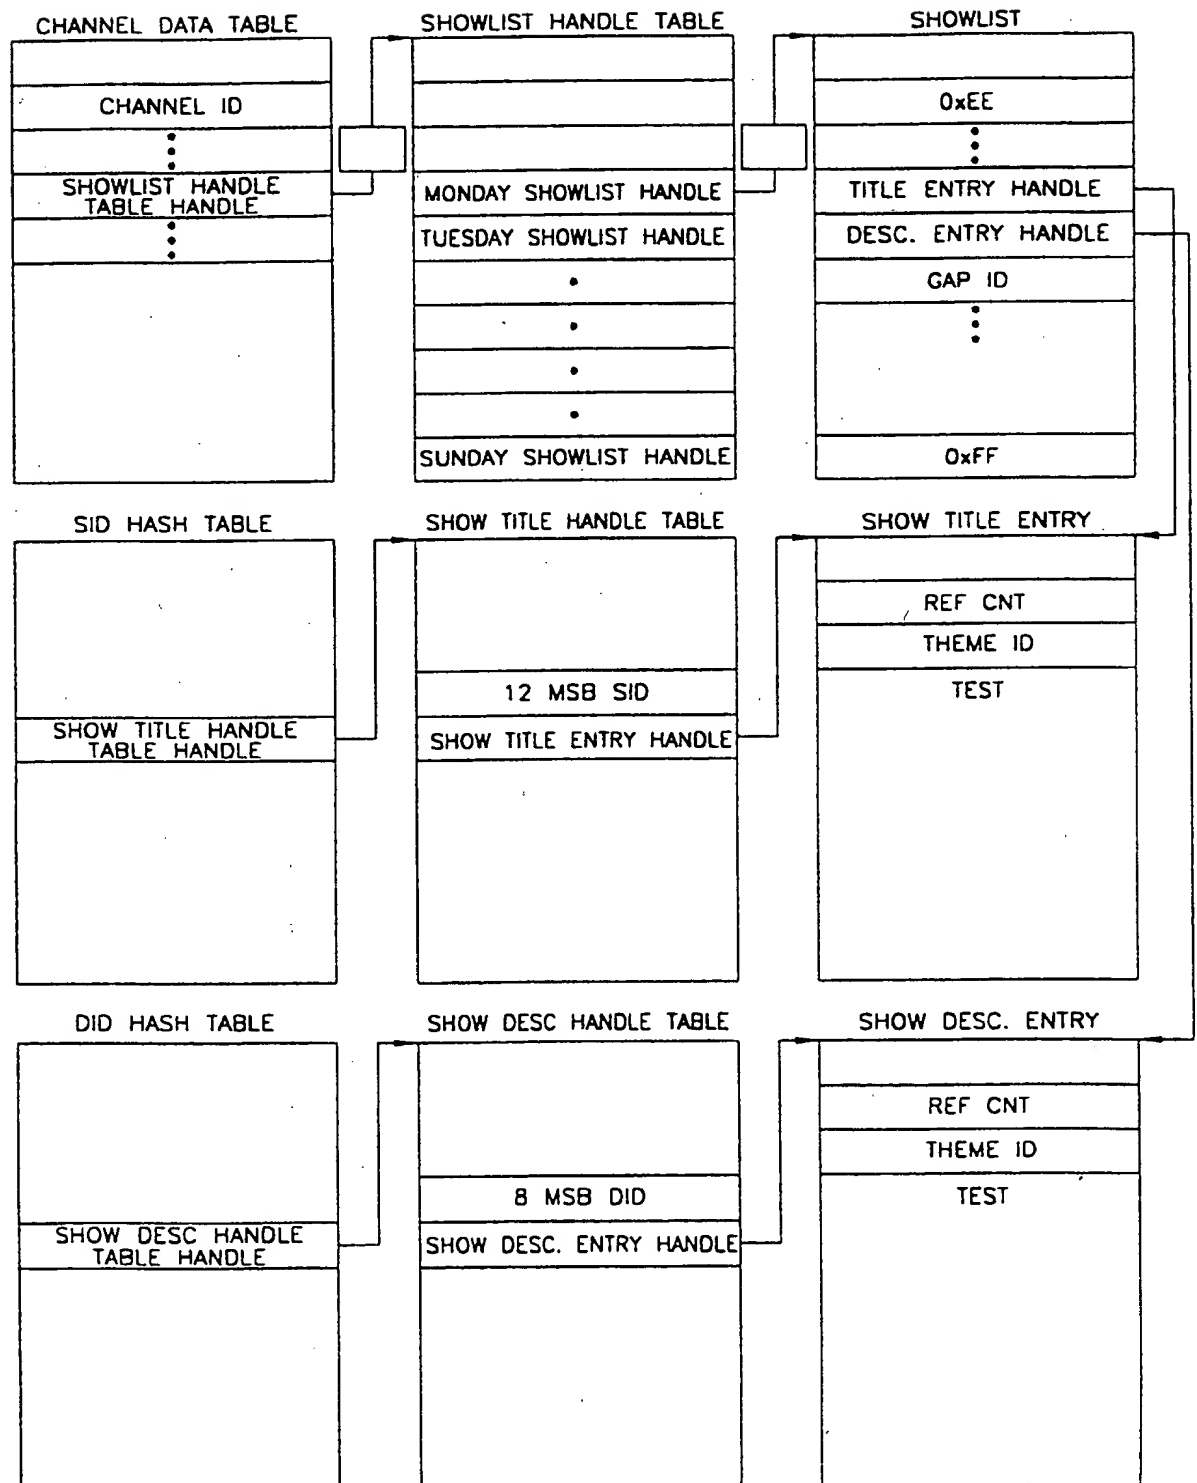 CHANNEL DATA TABLE
CHANNEL ID
SHOWLIST HANDLE
TABLE HANDLE
SHOWLIST HANDLE TABLE
MONDAY SHOWLIST HANDLE
TUESDAY SHOWLIST HANDLE
SUNDAY SHOWLIST HANDLE
SHOWLIST
0xEE
TITLE ENTRY HANDLE
DESC. ENTRY HANDLE
GAP ID
0xFF
SID HASH TABLE
SHOW TITLE HANDLE
TABLE HANDLE
SHOW TITLE HANDLE TABLE
12 MSB SID
SHOW TITLE ENTRY HANDLE
SHOW TITLE ENTRY
REF CNT
THEME ID
TEST
DID HASH TABLE
SHOW DESC HANDLE
TABLE HANDLE
SHOW DESC HANDLE TABLE
8 MSB DID
SHOW DESC. ENTRY HANDLE
SHOW DESC. ENTRY
REF CNT
THEME ID
TEST